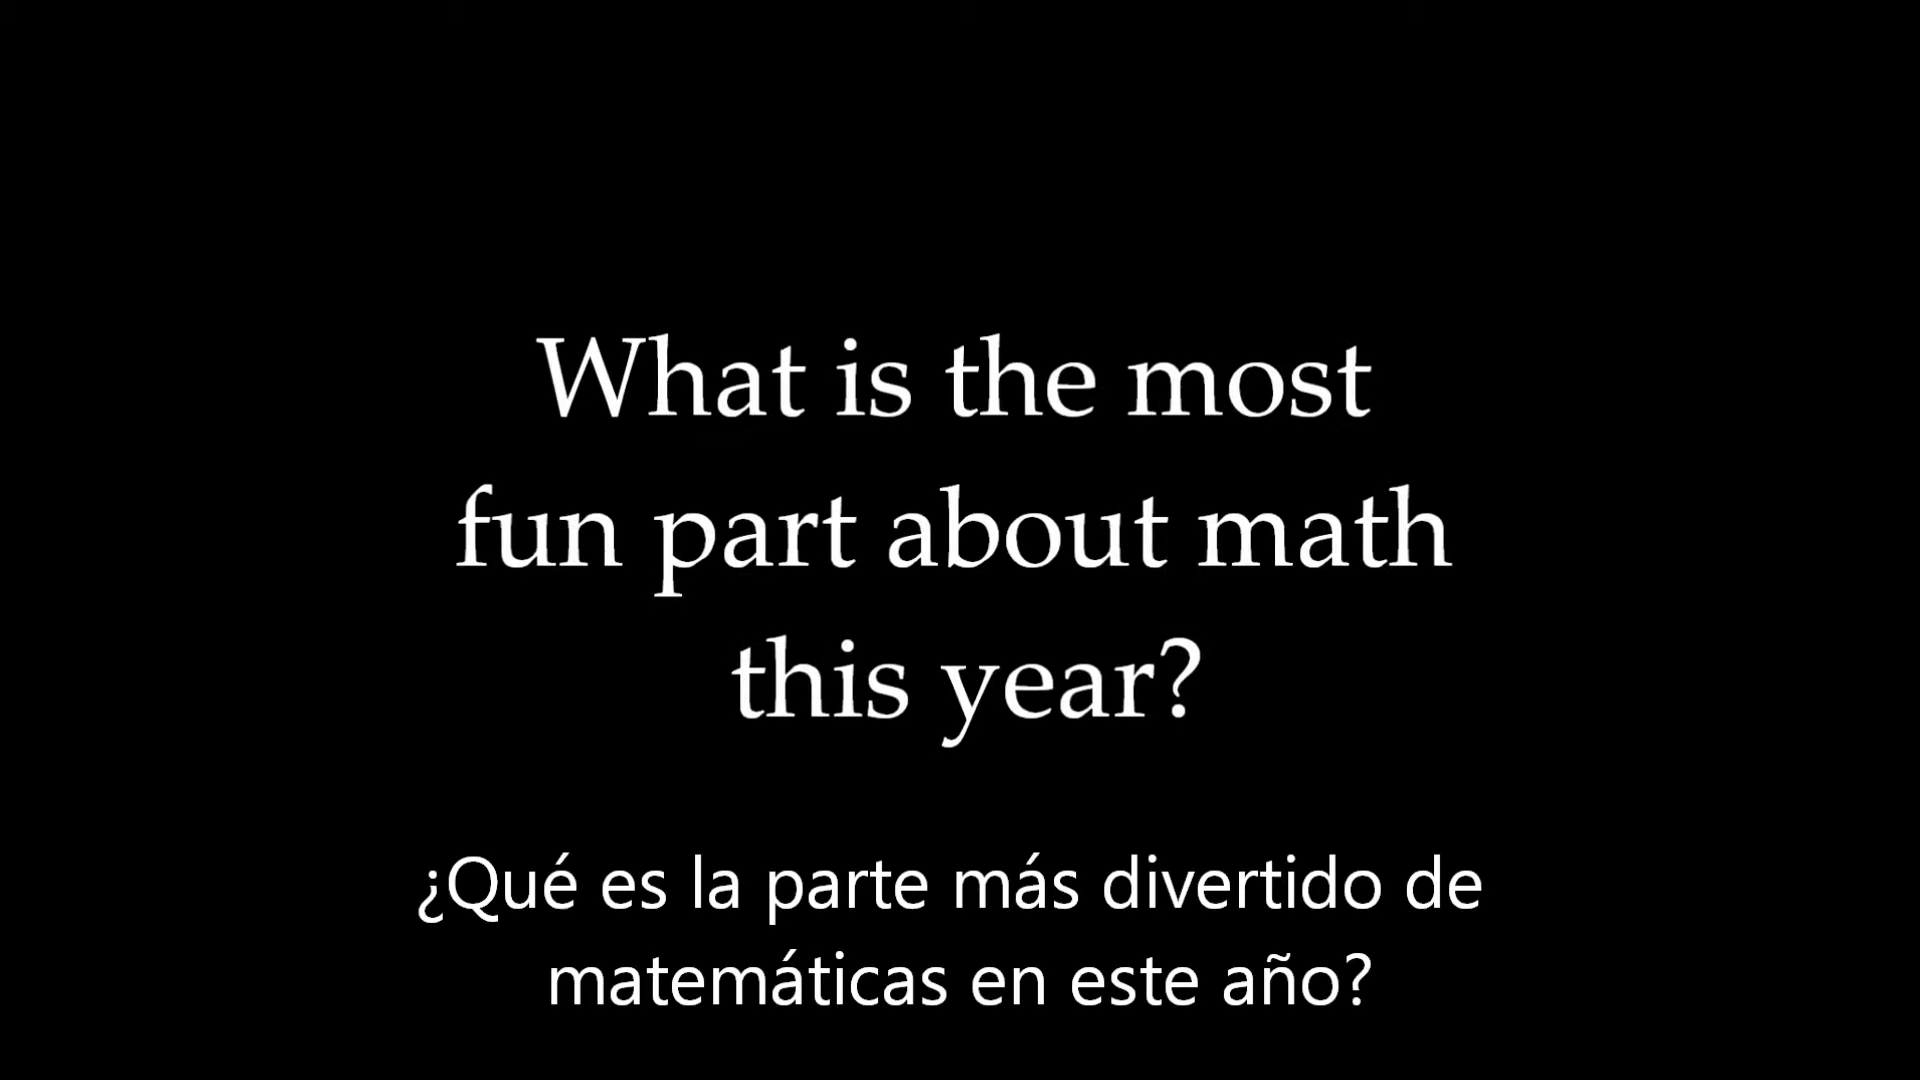 What is the most
fun part about math
this year?
¿Qué es la parte más divertido de
matemáticas en este año?